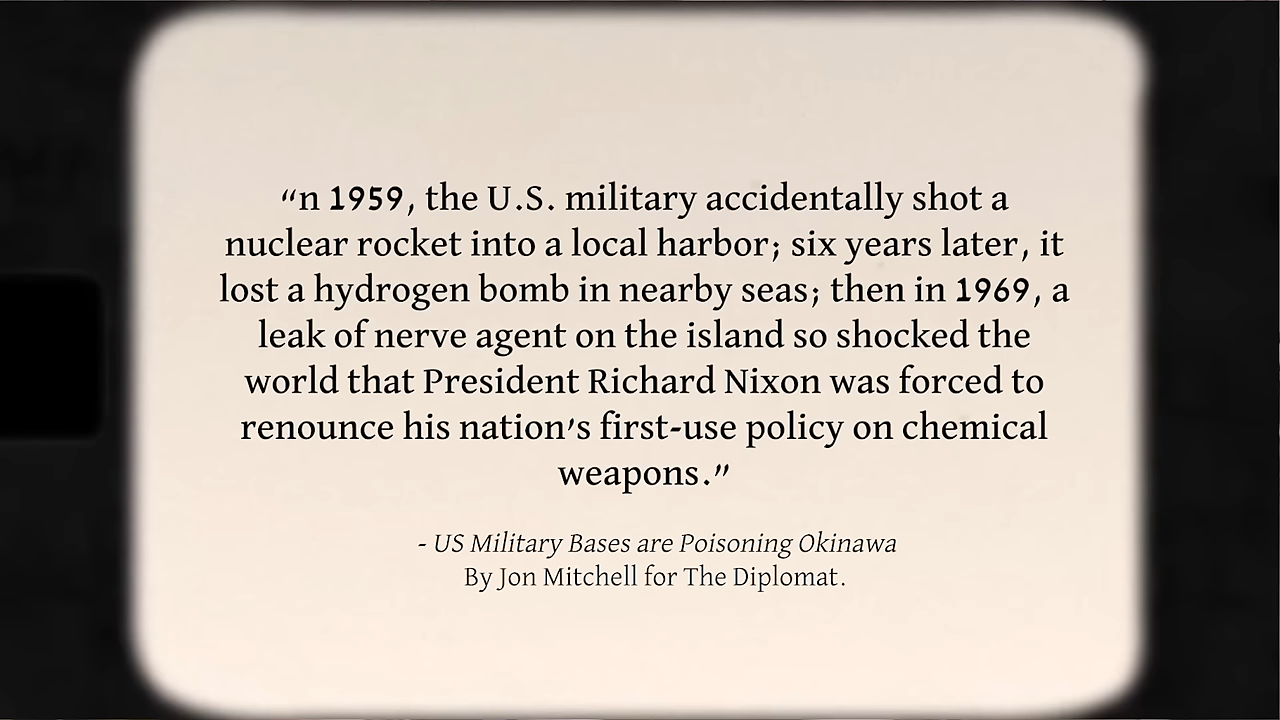 “n 1959, the U.S. military accidentally shot a
nuclear rocket into a local harbor; six years later, it
lost a hydrogen bomb in nearby seas; then in 1969, a
leak of nerve agent on the island so shocked the
world that President Richard Nixon was forced to
renounce his nation's first-use policy on chemical
weapons.”
- US Military Bases are Poisoning Okinawa
By Jon Mitchell for The Diplomat.